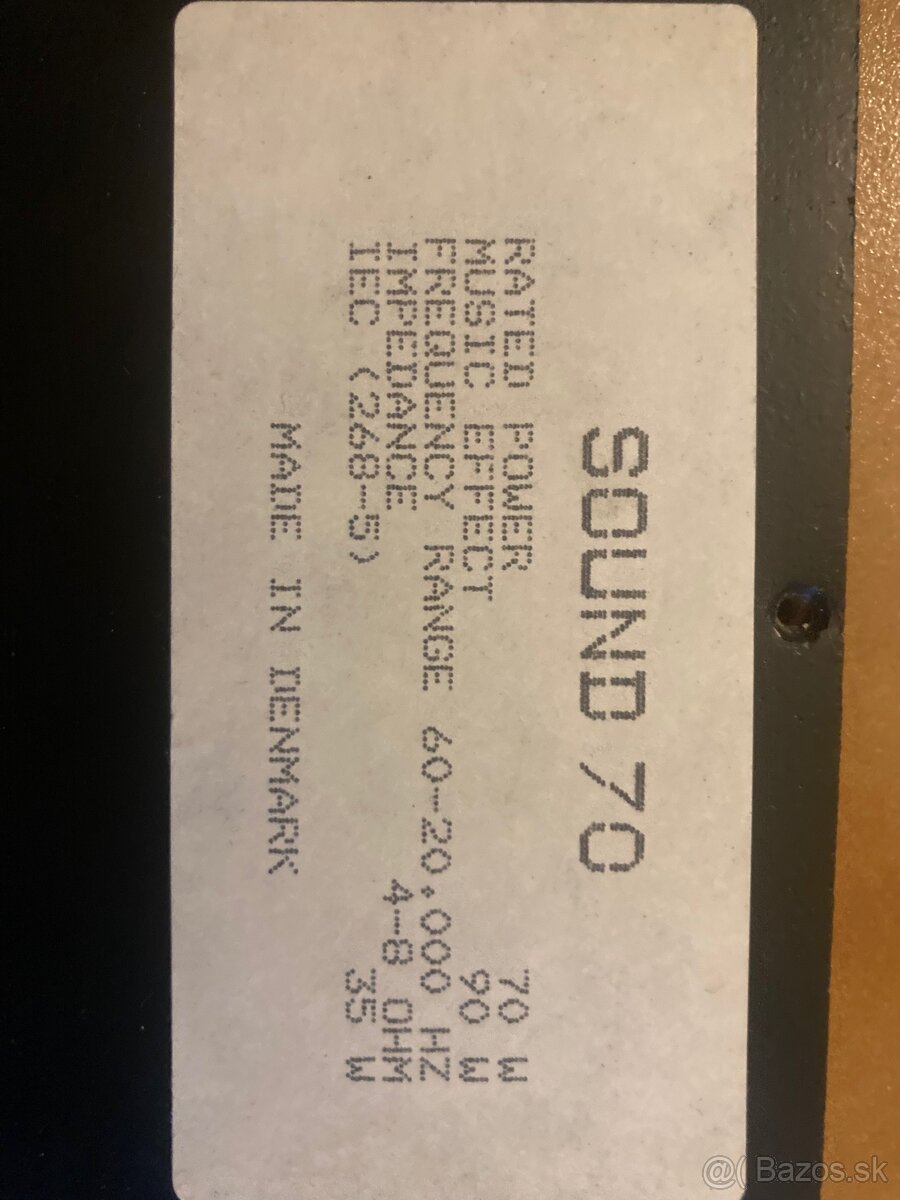 SOUND 70
RATED POWER 70 W
MUSIC EFFECT 90 W
FREQUENCY RANGE 60-20.000 HZ
IMPEDANCE 4-8 OHM
IEC (268-5) 35 W
MADE IN DENMARK
@( Bazos.sk